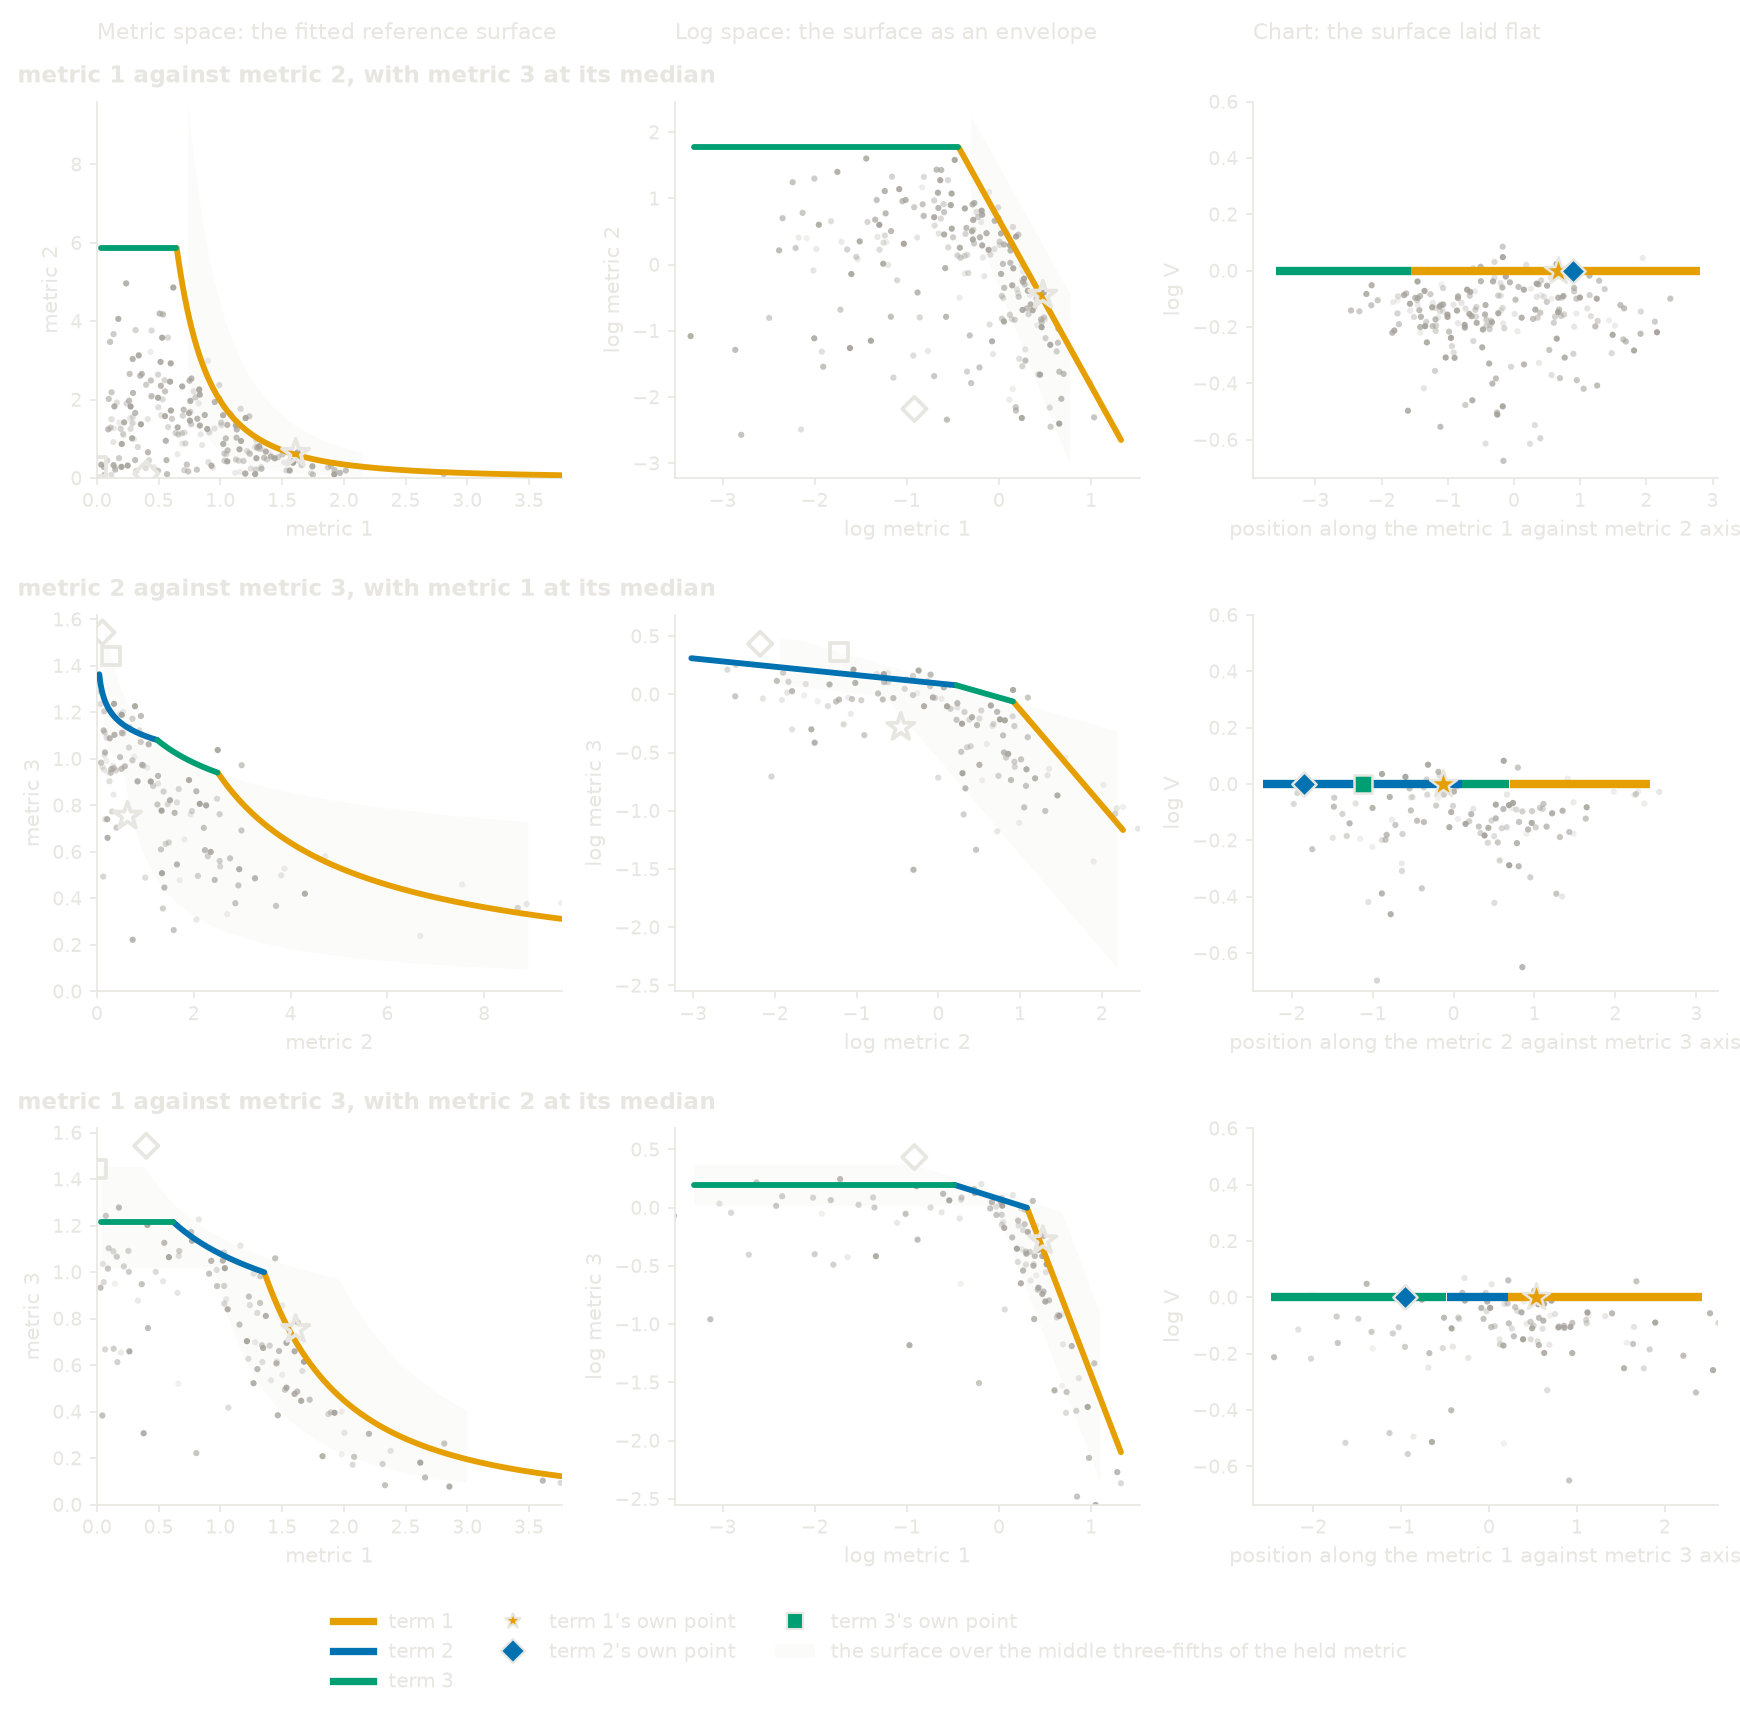 Metric space: the fitted reference surface
Log space: the surface as an envelope
Chart: the surface laid flat
metric 1 against metric 2, with metric 3 at its median
8
6
4
2
0
metric 2
0.0 0.5 1.0 1.5 2.0 2.5 3.0 3.5
metric 1
2
1
0
−1
−2
−3
log metric 2
−3 −2 −1 0 1
log metric 1
0.6
0.4
0.2
0.0
−0.2
−0.4
−0.6
log V
−3 −2 −1 0 1 2 3
position along the metric 1 against metric 2 axis
metric 2 against metric 3, with metric 1 at its median
1.6
1.4
1.2
1.0
0.8
0.6
0.4
0.2
0.0
metric 3
0 2 4 6 8
metric 2
0.5
0.0
−0.5
−1.0
−1.5
−2.0
−2.5
log metric 3
−3 −2 −1 0 1 2
log metric 2
0.6
0.4
0.2
0.0
−0.2
−0.4
−0.6
log V
−2 −1 0 1 2 3
position along the metric 2 against metric 3 axis
metric 1 against metric 3, with metric 2 at its median
1.6
1.4
1.2
1.0
0.8
0.6
0.4
0.2
0.0
metric 3
0.0 0.5 1.0 1.5 2.0 2.5 3.0 3.5
metric 1
0.5
0.0
−0.5
−1.0
−1.5
−2.0
−2.5
log metric 3
−3 −2 −1 0 1
log metric 1
0.6
0.4
0.2
0.0
−0.2
−0.4
−0.6
log V
−2 −1 0 1 2
position along the metric 1 against metric 3 axis
term 1
term 2
term 3
term 1's own point
term 2's own point
term 3's own point
the surface over the middle three-fifths of the held metric